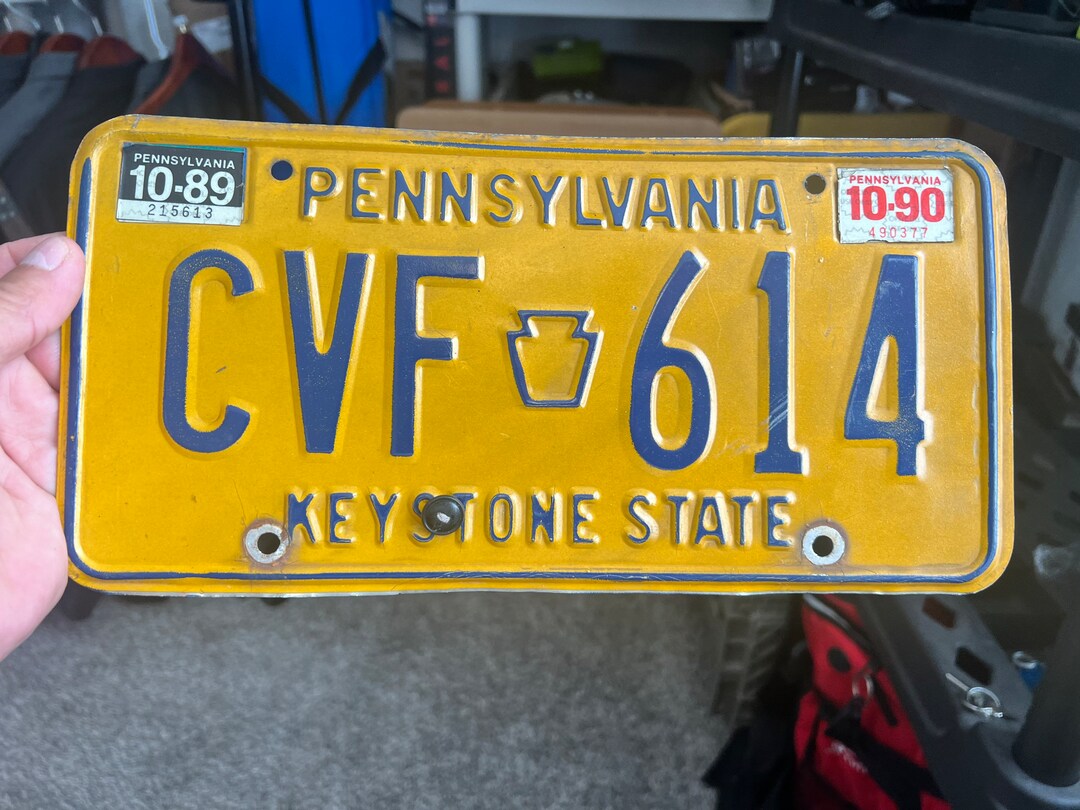 PENNSYLVANIA
10-89
215613
PENNSYLVANIA
PENNSYLVANIA
10-90
490377
CVF 614
KEYSTONE STATE